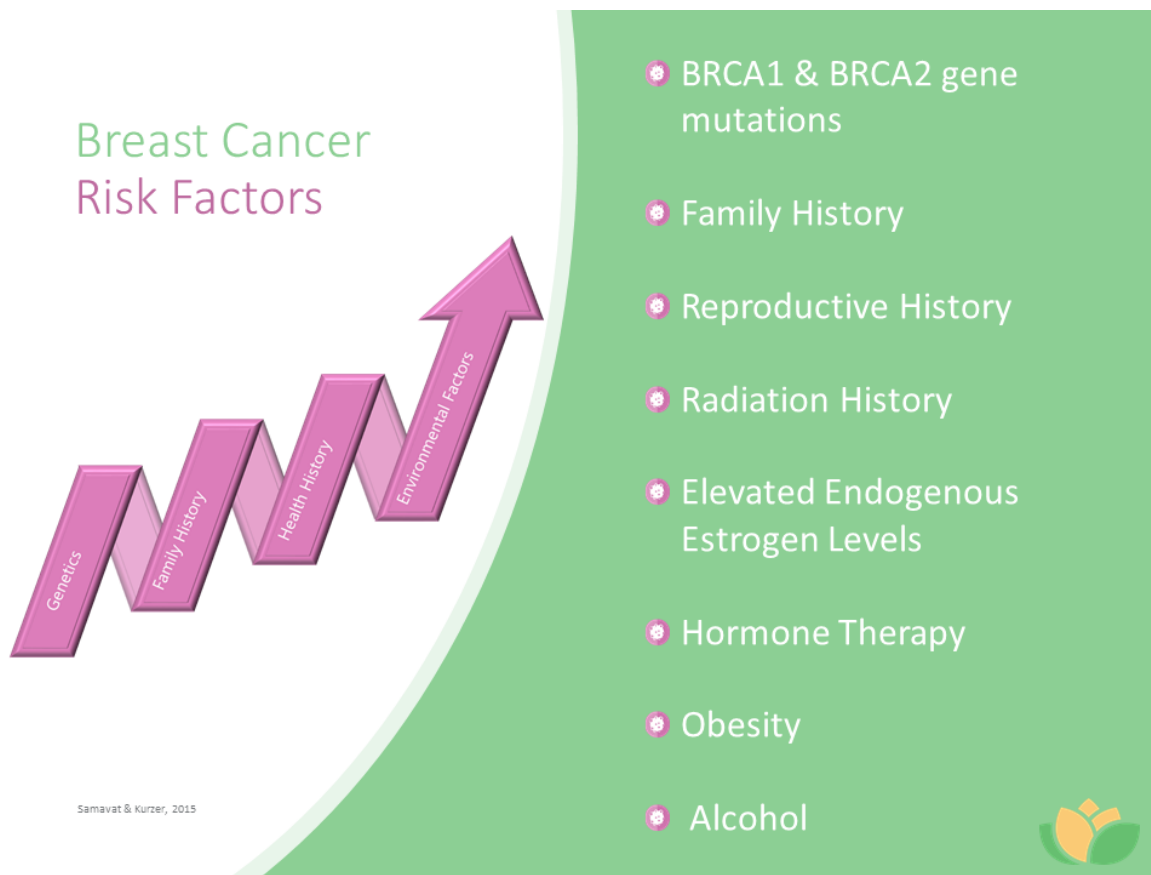 Breast Cancer
Risk Factors
Genetics
Family History
Health History
Environmental Factors
Samavat & Kurzer, 2015
BRCA1 & BRCA2 gene
mutations
Family History
Reproductive History
Radiation History
Elevated Endogenous
Estrogen Levels
Hormone Therapy
Obesity
Alcohol